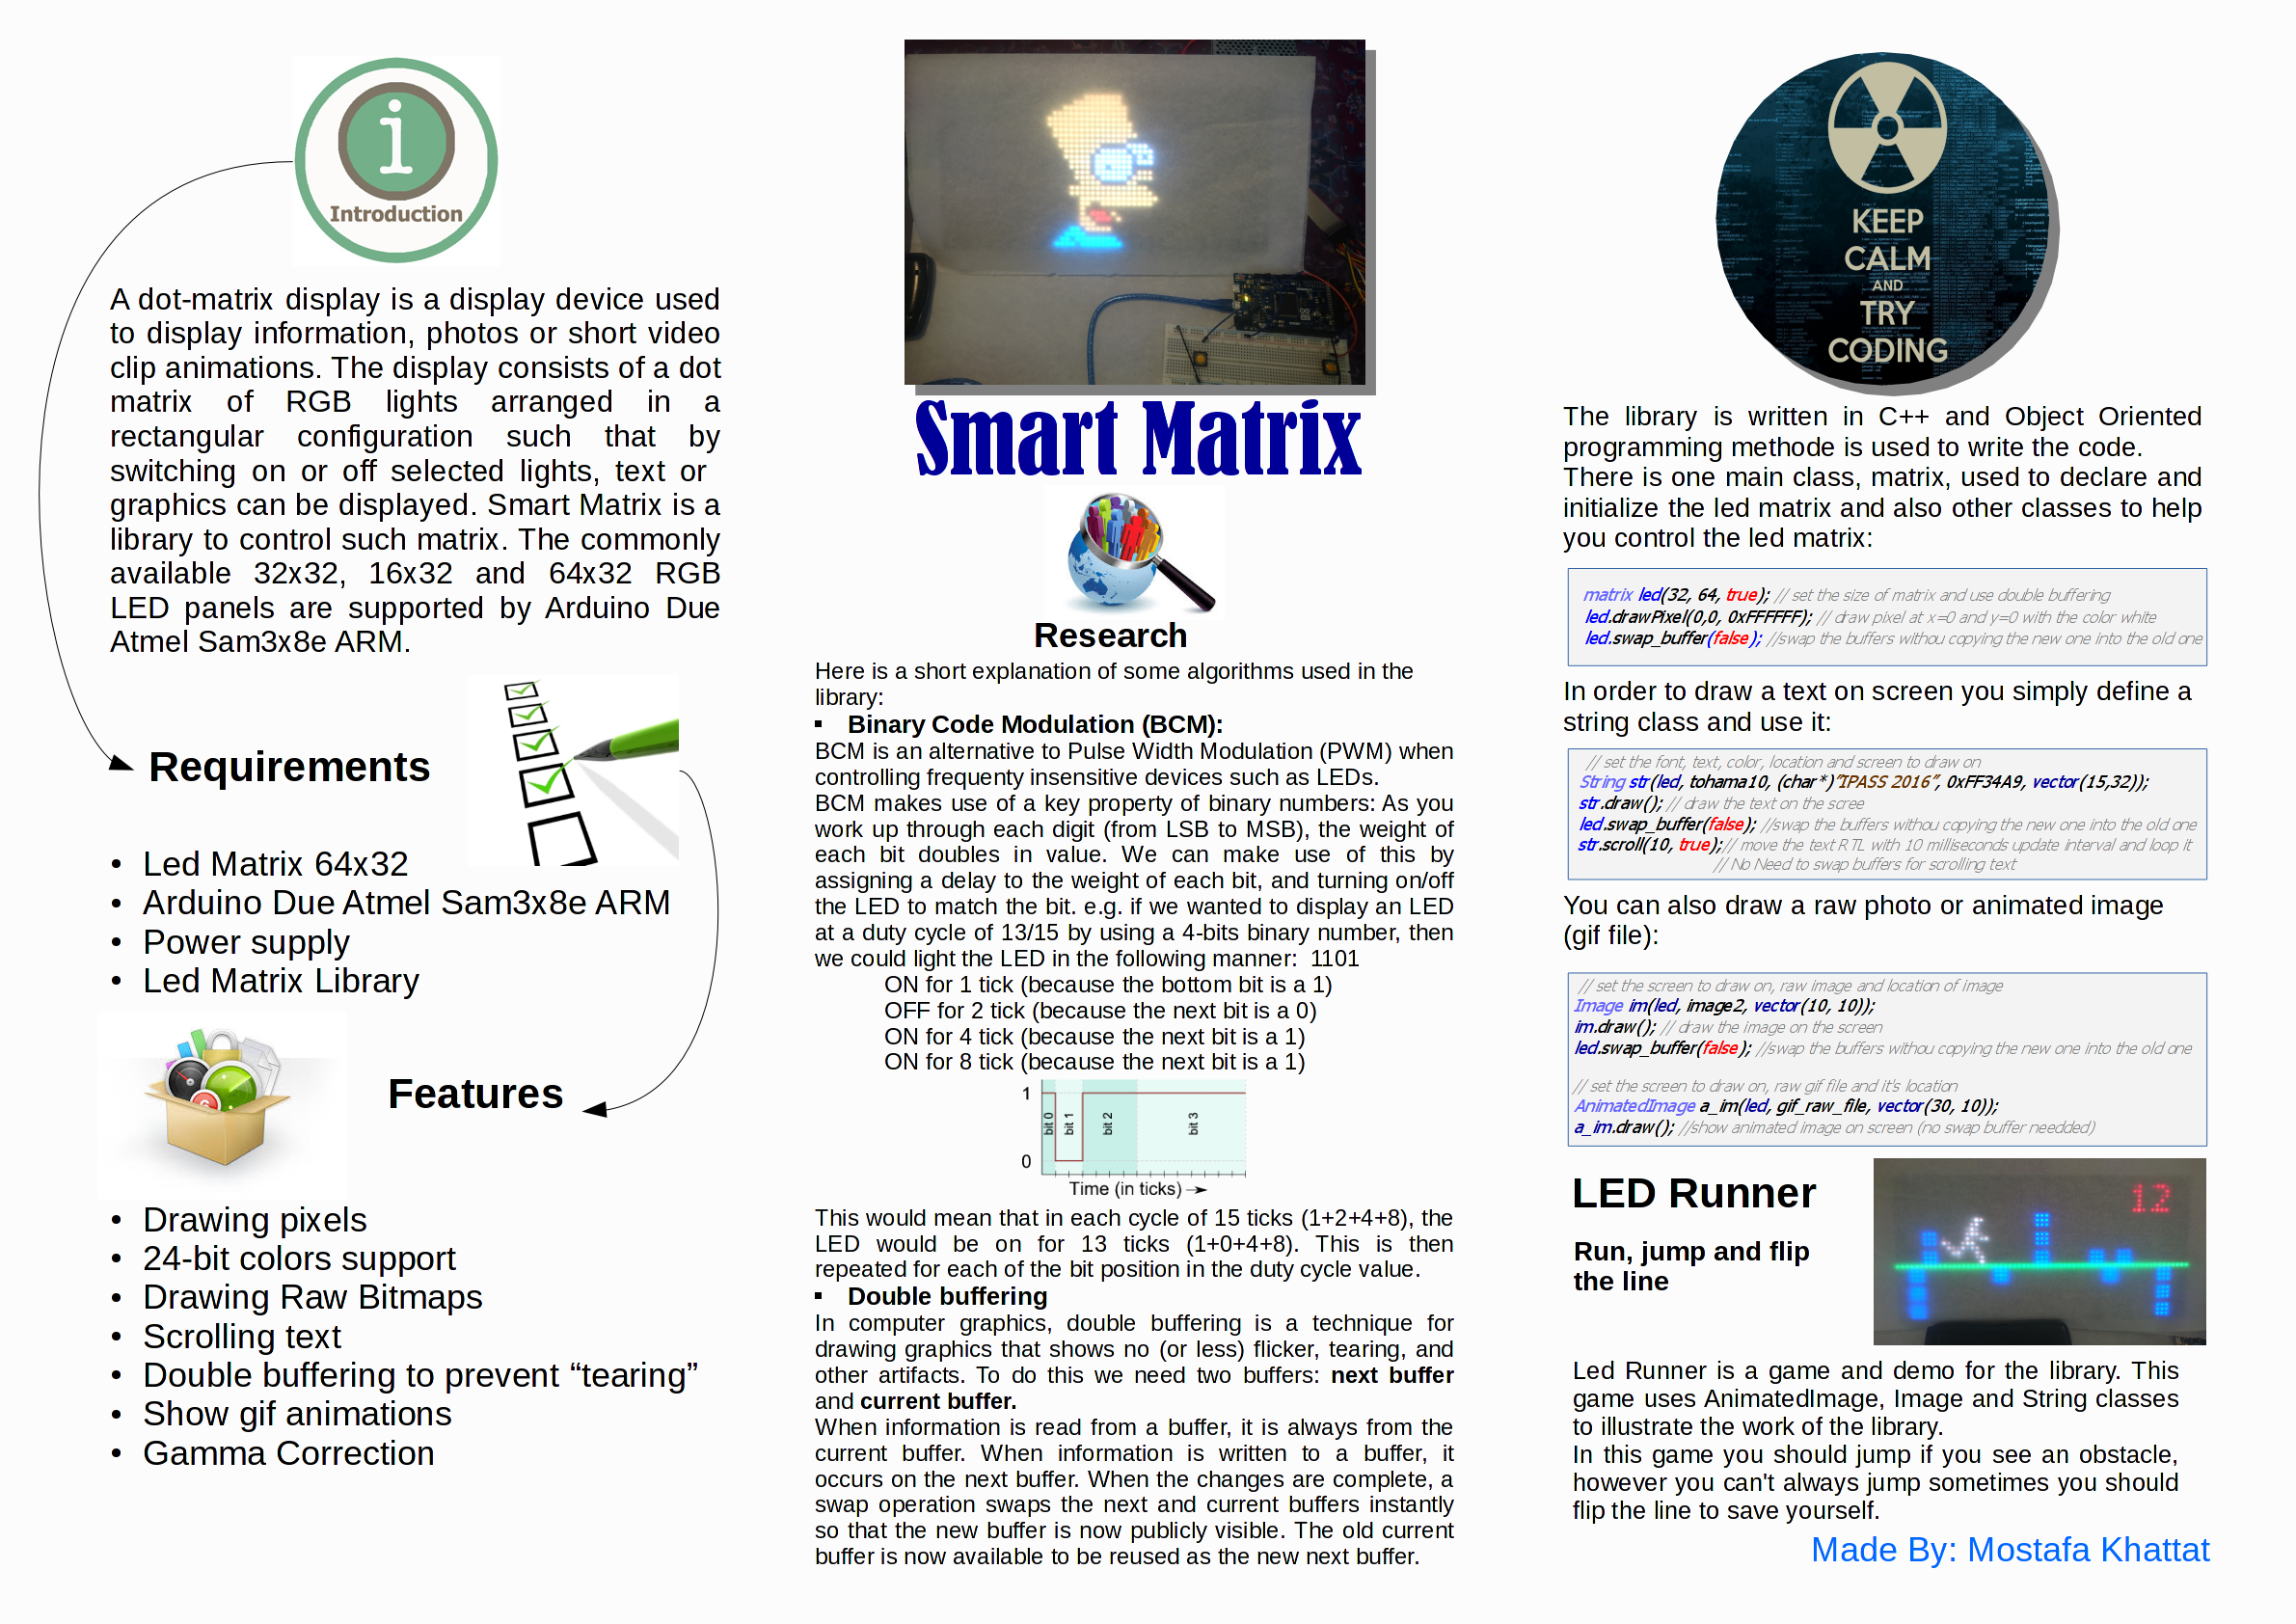 i
Introduction
A dot-matrix display is a display device used
to display information, photos or short video
clip animations. The display consists of a dot
matrix of RGB lights arranged in a
rectangular configuration such that by
switching on or off selected lights, text or
graphics can be displayed. Smart Matrix is a
library to control such matrix. The commonly
available 32x32, 16x32 and 64x32 RGB
LED panels are supported by Arduino Due
Atmel Sam3x8e ARM.
Requirements
• Led Matrix 64x32
• Arduino Due Atmel Sam3x8e ARM
• Power supply
• Led Matrix Library
Features
• Drawing pixels
• 24-bit colors support
• Drawing Raw Bitmaps
• Scrolling text
• Double buffering to prevent “tearing”
• Show gif animations
• Gamma Correction
Smart Matrix
Research
Here is a short explanation of some algorithms used in the
library:
▪ Binary Code Modulation (BCM):
BCM is an alternative to Pulse Width Modulation (PWM) when
controlling frequenty insensitive devices such as LEDs.
BCM makes use of a key property of binary numbers: As you
work up through each digit (from LSB to MSB), the weight of
each bit doubles in value. We can make use of this by
assigning a delay to the weight of each bit, and turning on/off
the LED to match the bit. e.g. if we wanted to display an LED
at a duty cycle of 13/15 by using a 4-bits binary number, then
we could light the LED in the following manner: 1101
ON for 1 tick (because the bottom bit is a 1)
OFF for 2 tick (because the next bit is a 0)
ON for 4 tick (because the next bit is a 1)
ON for 8 tick (because the next bit is a 1)
1
0
bit 0
bit 1
bit 2
bit 3
Time (in ticks)
This would mean that in each cycle of 15 ticks (1+2+4+8), the
LED would be on for 13 ticks (1+0+4+8). This is then
repeated for each of the bit position in the duty cycle value.
▪ Double buffering
In computer graphics, double buffering is a technique for
drawing graphics that shows no (or less) flicker, tearing, and
other artifacts. To do this we need two buffers: next buffer
and current buffer.
When information is read from a buffer, it is always from the
current buffer. When information is written to a buffer, it
occurs on the next buffer. When the changes are complete, a
swap operation swaps the next and current buffers instantly
so that the new buffer is now publicly visible. The old current
buffer is now available to be reused as the new next buffer.
KEEP
CALM
AND
TRY
CODING
The library is written in C++ and Object Oriented
programming methode is used to write the code.
There is one main class, matrix, used to declare and
initialize the led matrix and also other classes to help
you control the led matrix:
matrix led(32, 64, true); // set the size of matrix and use double buffering
led.drawPixel(0,0, 0xFFFFFF); // draw pixel at x=0 and y=0 with the color white
led.swap_buffer(false); //swap the buffers withou copying the new one into the old one
In order to draw a text on screen you simply define a
string class and use it:
// set the font, text, color, location and screen to draw on
String str(led, tohama10, (char*)"IPASS 2016", 0xFF34A9, vector(15,32));
str.draw(); // draw the text on the scree
led.swap_buffer(false); //swap the buffers withou copying the new one into the old one
str.scroll(10, true);// move the text RTL with 10 milliseconds update interval and loop it
// No Need to swap buffers for scrolling text
You can also draw a raw photo or animated image
(gif file):
// set the screen to draw on, raw image and location of image
Image im(led, image2, vector(10, 10));
im.draw(); // draw the image on the screen
led.swap_buffer(false); //swap the buffers withou copying the new one into the old one
// set the screen to draw on, raw gif file and it's location
AnimatedImage a_im(led, gif_raw_file, vector(30, 10));
a_im.draw(); //show animated image on screen (no swap buffer needded)
LED Runner
Run, jump and flip
the line
12
Led Runner is a game and demo for the library. This
game uses AnimatedImage, Image and String classes
to illustrate the work of the library.
In this game you should jump if you see an obstacle,
however you can't always jump sometimes you should
flip the line to save yourself.
Made By: Mostafa Khattat